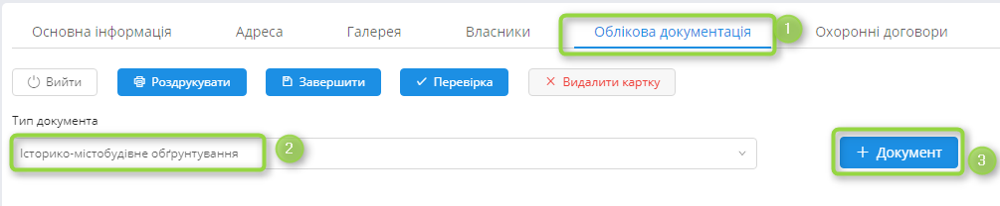 Основна інформація Адреса Галерея Власники Облікова документація 1 Охоронні договори
Вийти Роздрукувати Завершити Перевірка Видалити картку
Тип документа
Історико-містобудівне обґрунтування 2 + Документ 3